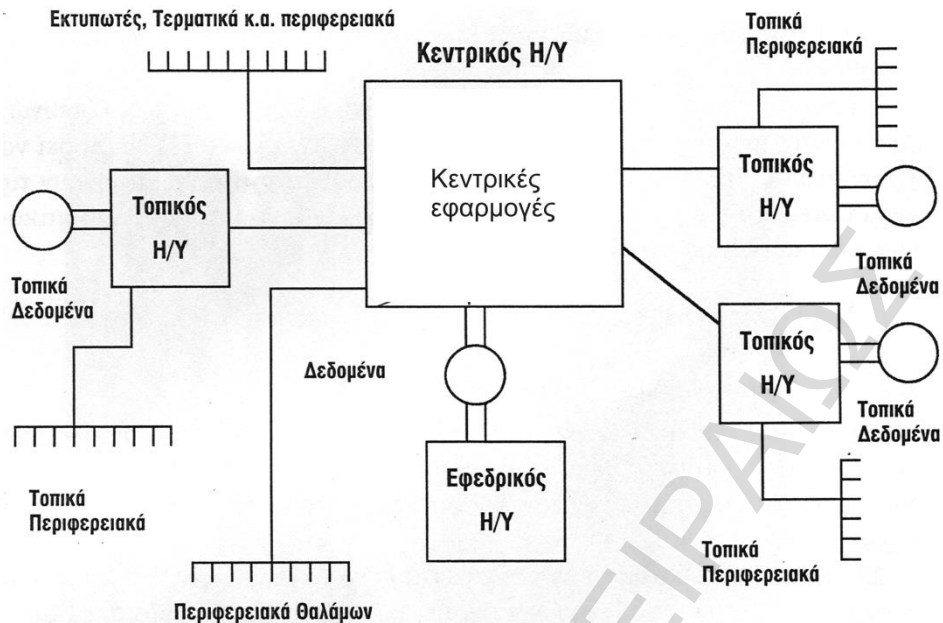 Εκτυπωτές, Τερματικά κ.α. περιφερειακά
Κεντρικός Η/Υ
Τοπικά
Περιφερειακά
Κεντρικές
εφαρμογές
Τοπικός
Η/Υ
Τοπικός
Η/Υ
Τοπικά
Δεδομένα
Τοπικά
Δεδομένα
Τοπικός
Η/Υ
Δεδομένα
Τοπικά
Δεδομένα
Εφεδρικός
Η/Υ
Τοπικά
Περιφερειακά
Τοπικά
Περιφερειακά
Περιφερειακά Θαλάμων
ΕΙΡΑΙΩΣ